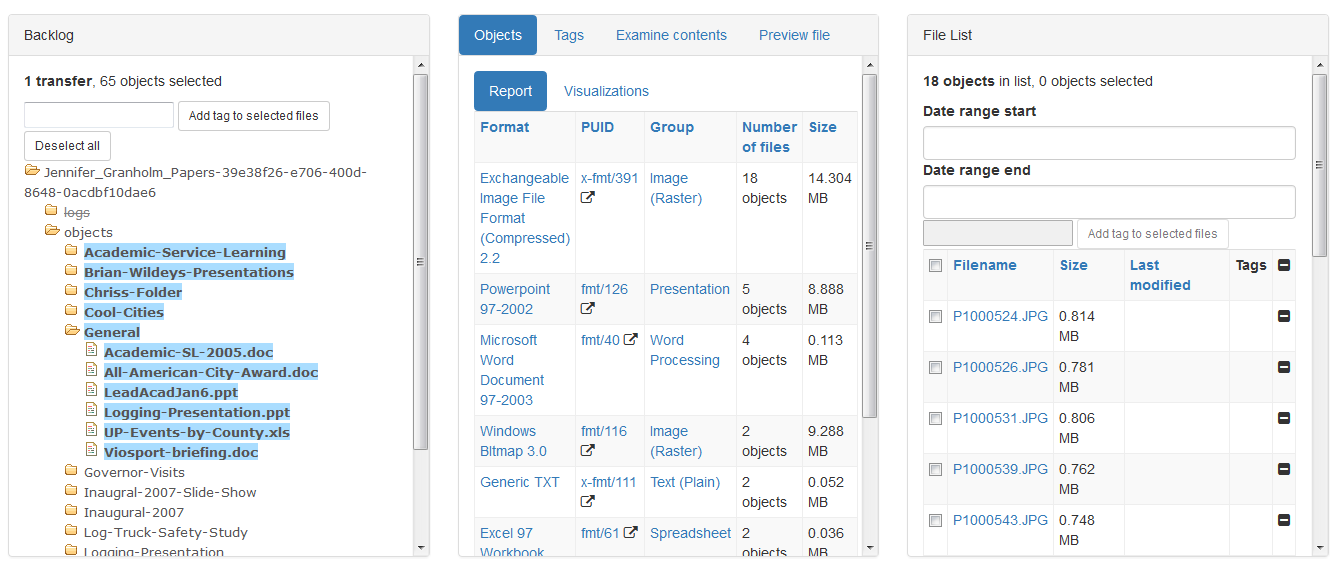 Backlog
1 transfer, 65 objects selected
Add tag to selected files
Deselect all
Jennifer_Granholm_Papers-39e38f26-e706-400d-
8648-0acdbf10dae6
logs
objects
Academic-Service-Learning
Brian-Wildeys-Presentations
Chriss-Folder
Cool-Cities
General
Academic-SL-2005.doc
All-American-City-Award.doc
LeadAcadJan6.ppt
Logging-Presentation.ppt
UP-Events-by-County.xls
Viosport-briefing.doc
Governor-Visits
Inaugral-2007-Slide-Show
Inaugural-2007
Log-Truck-Safety-Study
Logging-Presentation
Objects Tags Examine contents Preview file
Report Visualizations
Format PUID Group Number Size
of files
Exchangeable x-fmt/391 Image 18 14.304
Image File (Raster) objects MB
Format
(Compressed)
2.2
Powerpoint fmt/126 Presentation 5 8.888
97-2002 objects MB
Microsoft fmt/40 Word 4 0.113
Word Processing objects MB
Document
97-2003
Windows fmt/116 Image 2 9.288
BItmap 3.0 (Raster) objects MB
Generic TXT x-fmt/111 Text (Plain) 2 0.052
objects MB
Excel 97 fmt/61 Spreadsheet 2 0.036
Workbook objects MB
File List
18 objects in list, 0 objects selected
Date range start
Date range end
Add tag to selected files
Filename Size Last Tags
modified
P1000524.JPG 0.814
MB
P1000526.JPG 0.781
MB
P1000531.JPG 0.806
MB
P1000539.JPG 0.762
MB
P1000543.JPG 0.748
MB